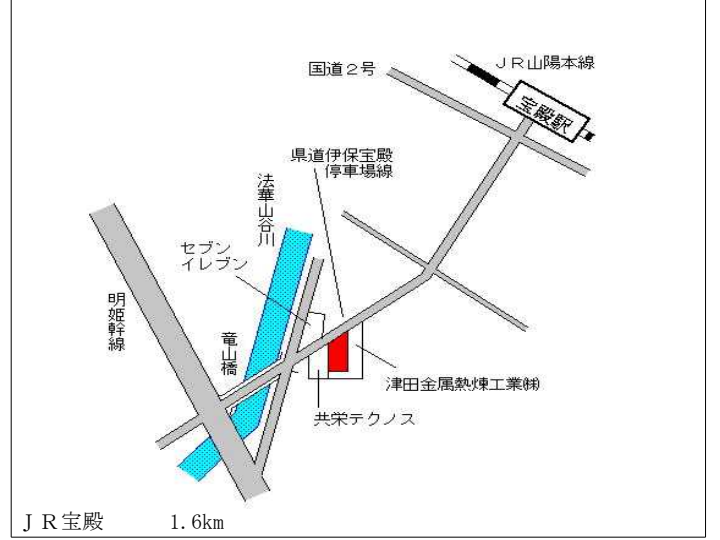 ＪＲ山陽本線
国道２号
宝殿駅
県道伊保宝殿
停車場線
法華山谷川
セブン
イレブン
明姫幹線
竜山橋
津田金属熱煉工業㈱
共栄テクノス
ＪＲ宝殿　　　1.6km